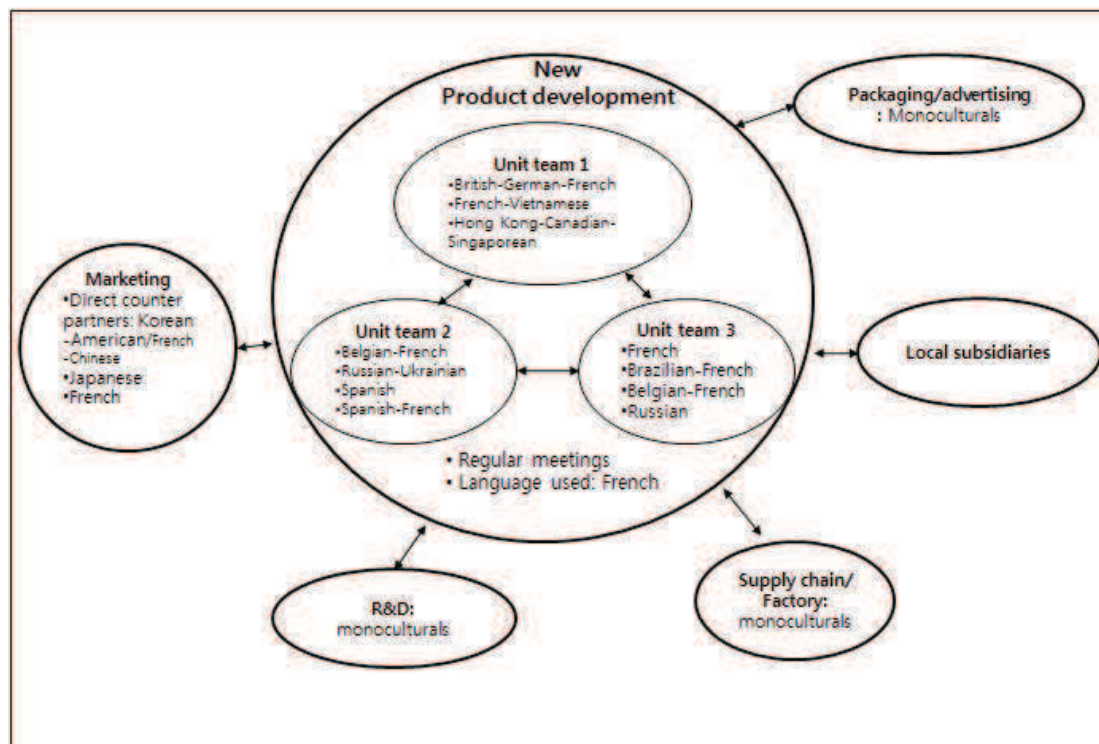 New
Product development
Packaging/advertising
: Monoculturals
Unit team 1
•British-German-French
•French-Vietnamese
•Hong Kong-Canadian-
Singaporean
Marketing
•Direct counter
partners: Korean
-American/French
-Chinese
•Japanese
•French
Unit team 2
•Belgian-French
•Russian-Ukrainian
•Spanish
•Spanish-French
Unit team 3
•French
•Brazilian-French
•Belgian-French
•Russian
Local subsidiaries
• Regular meetings
• Language used: French
R&D:
monoculturals
Supply chain/
Factory:
monoculturals